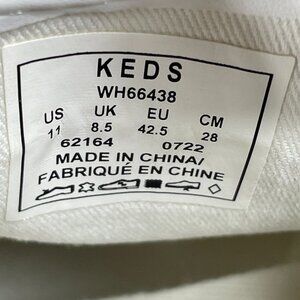 KEDS
WH66438
US UK EU CM
11 8.5 42.5 28
62164 0722
MADE IN CHINA/
FABRIQUÉ EN CHINE